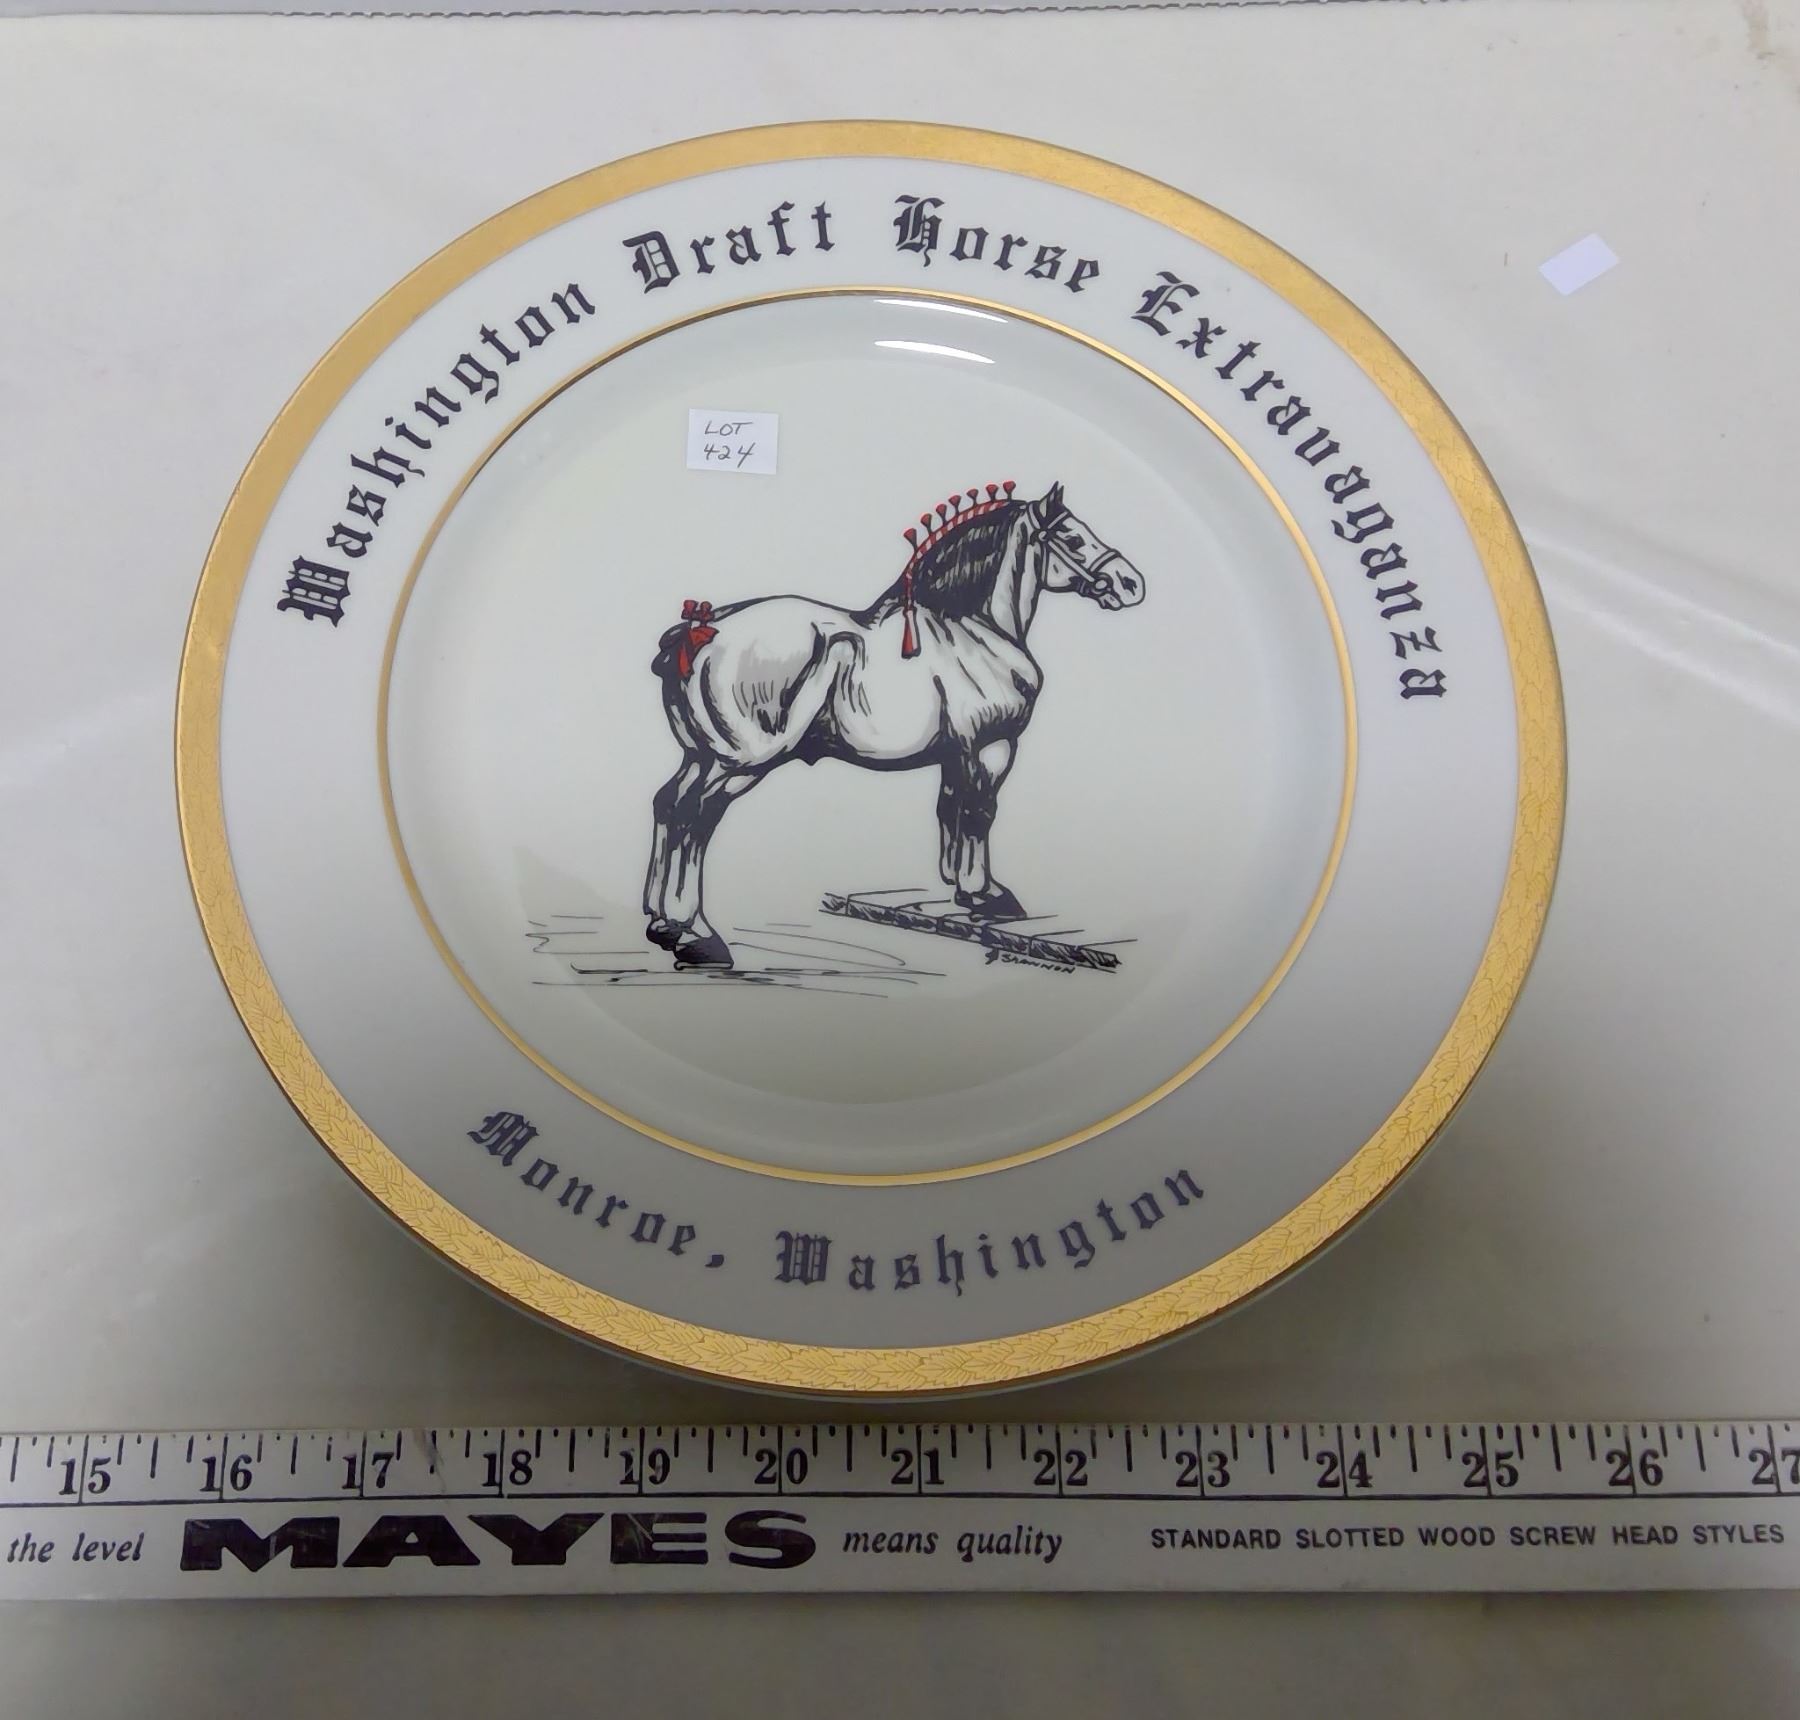 Washington Draft Horse Extravaganza
LOT
424
SHANNON
Monroe, Washington
15 16 17 18 19 20 21 22 23 24 25 26 27
the level MAYES means quality STANDARD SLOTTED WOOD SCREW HEAD STYLES